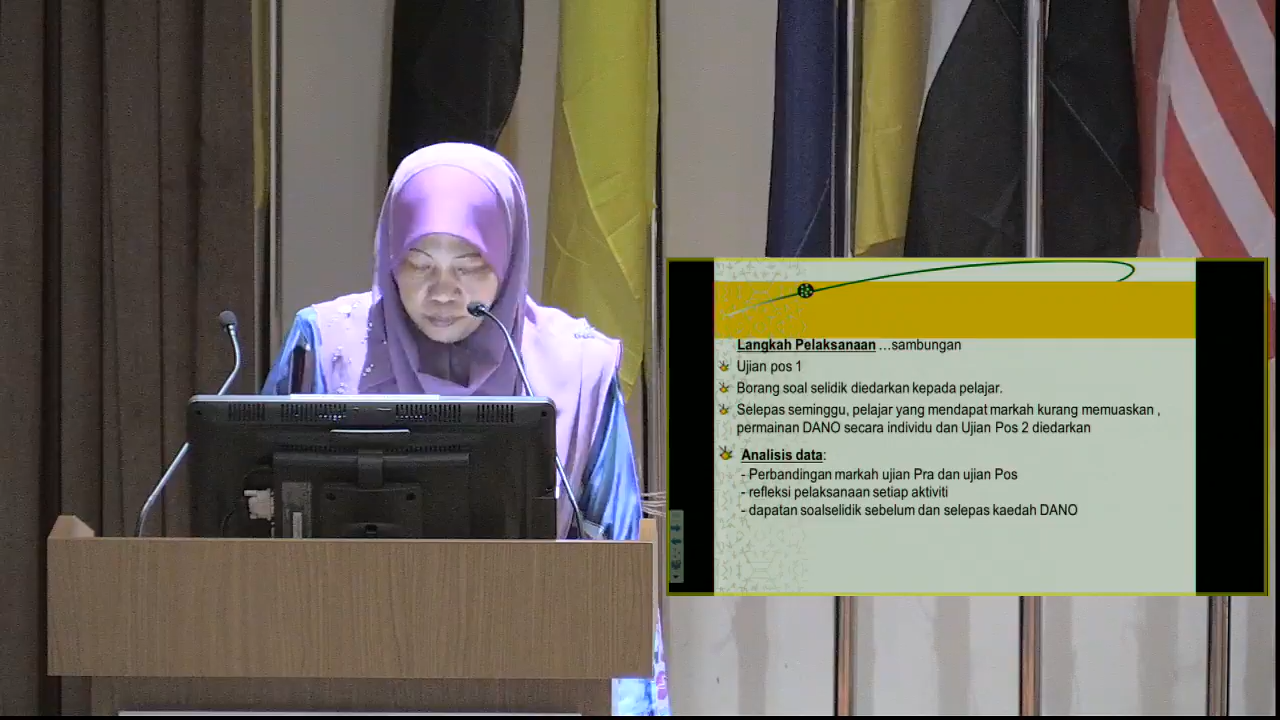 Langkah Pelaksanaan ...sambungan
Ujian pos 1
Borang soal selidik diedarkan kepada pelajar.
Selepas seminggu, pelajar yang mendapat markah kurang memuaskan ,
permainan DANO secara individu dan Ujian Pos 2 diedarkan
Analisis data:
- Perbandingan markah ujian Pra dan ujian Pos
- refleksi pelaksanaan setiap aktiviti
- dapatan soalselidik sebelum dan selepas kaedah DANO